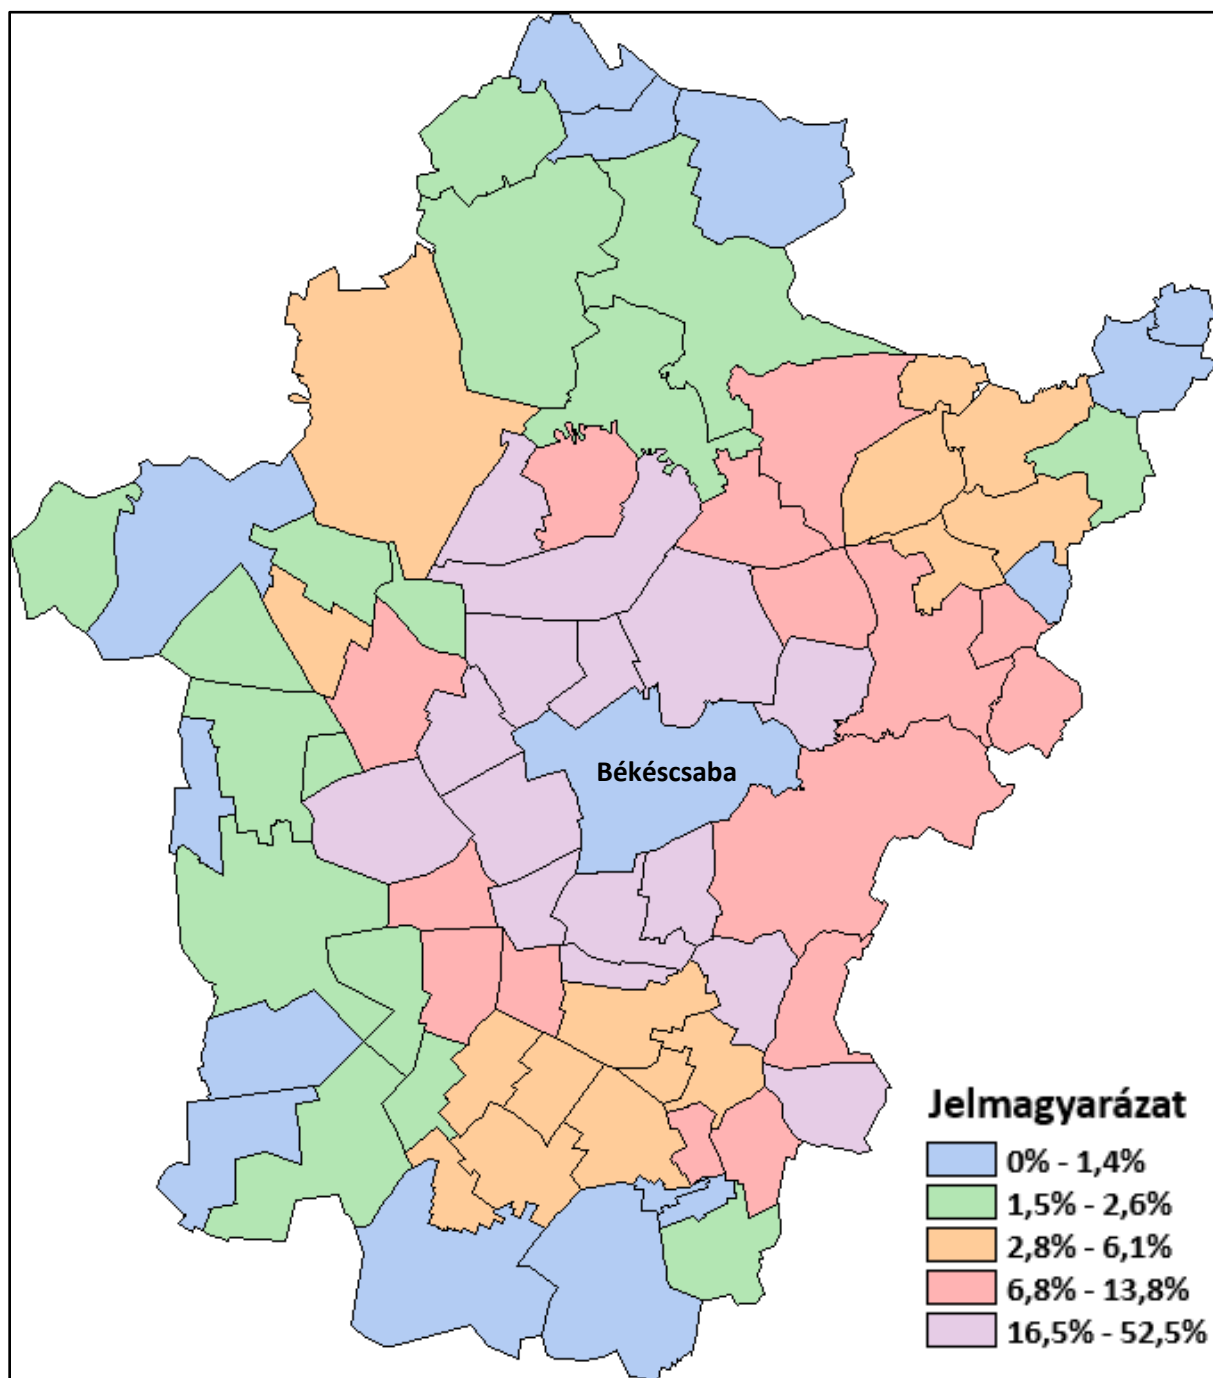 Békéscsaba
Jelmagyarázat
0% - 1,4%
1,5% - 2,6%
2,8% - 6,1%
6,8% - 13,8%
16,5% - 52,5%